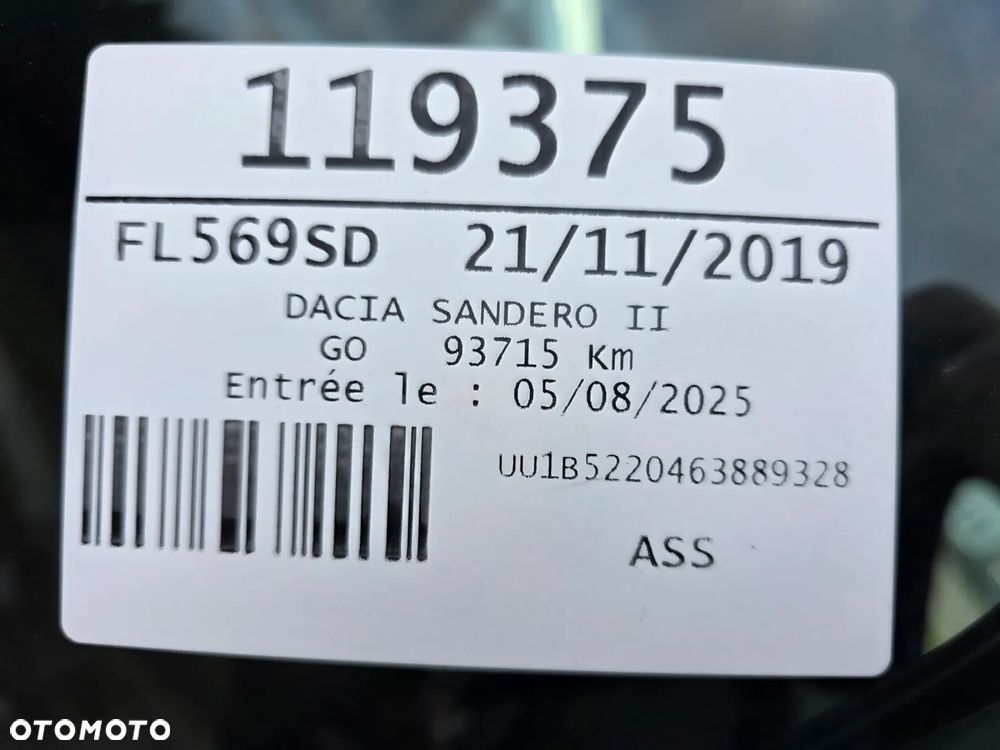 119375
FL569SD 21/11/2019
DACIA SANDERO II
GO 93715 Km
Entrée le : 05/08/2025
UU1B5220463889328
ASS
OTOMOTO